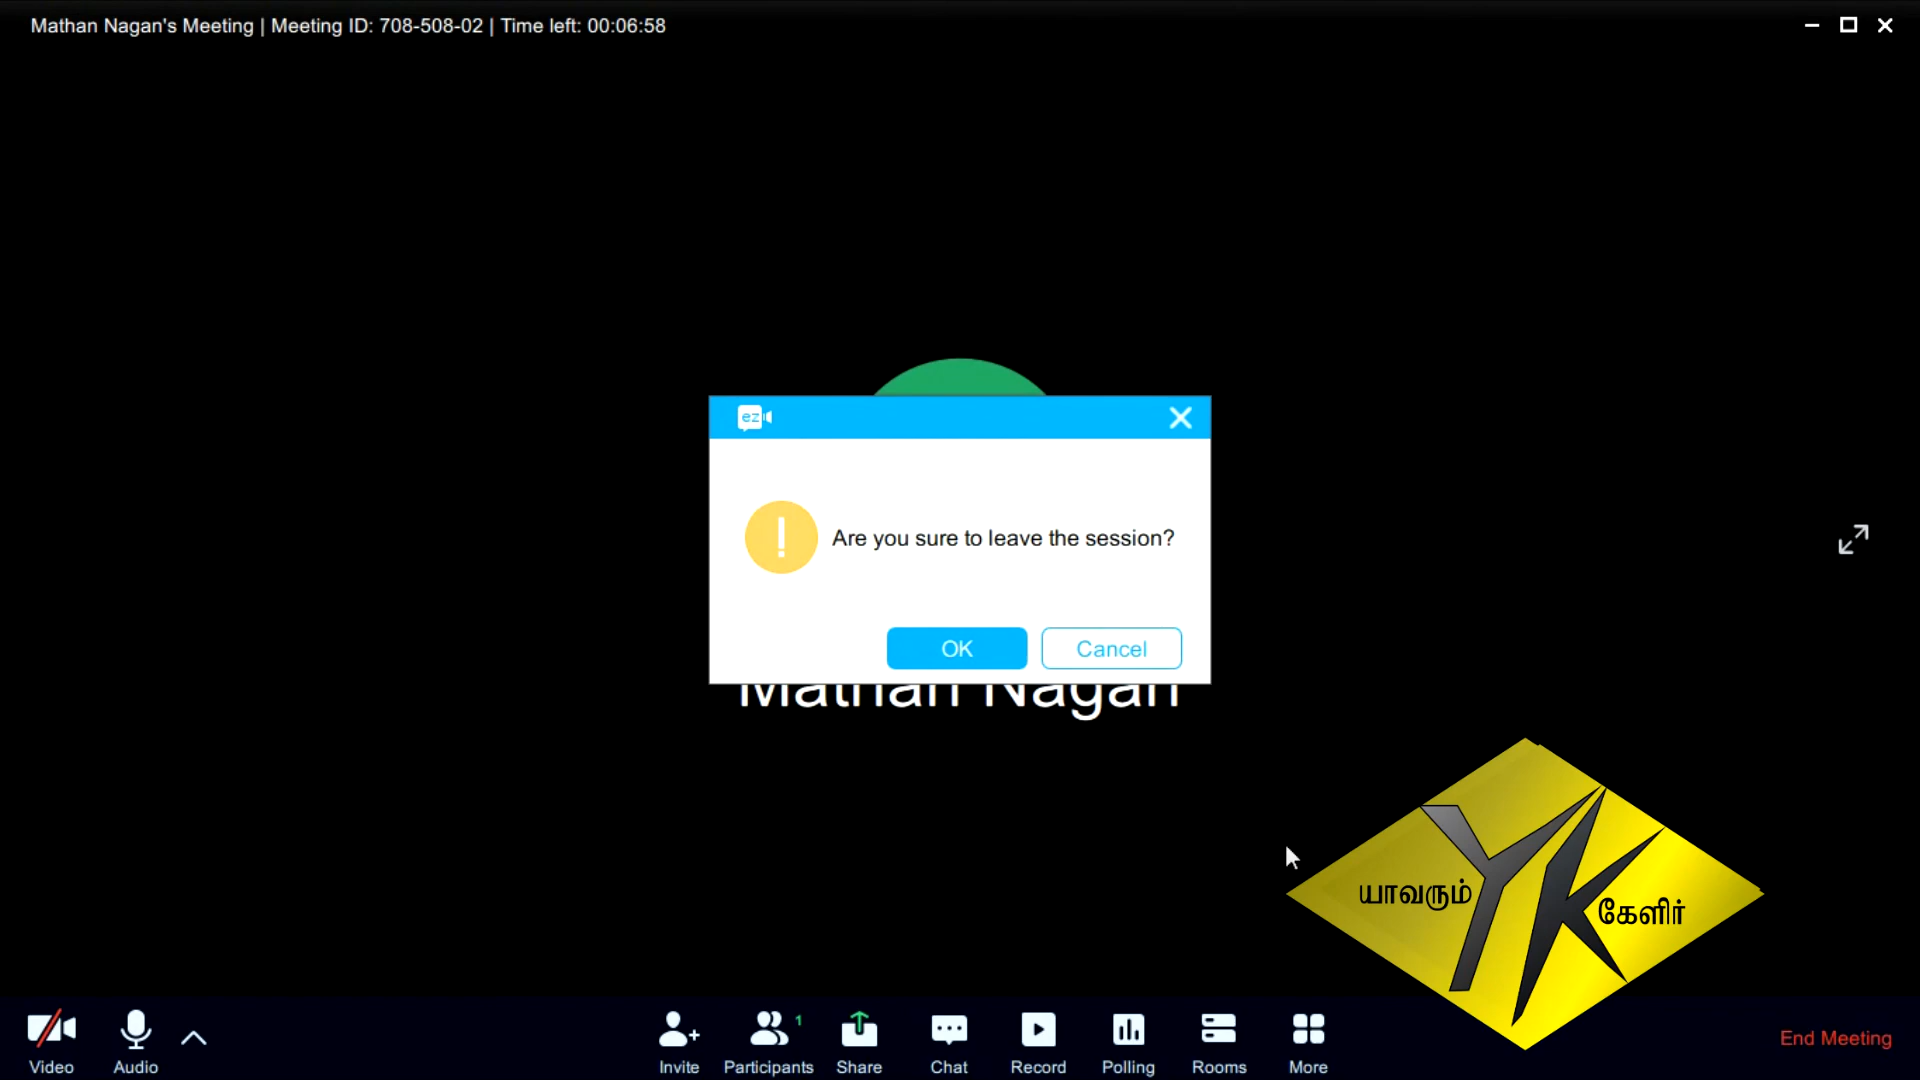 Mathan Nagan's Meeting | Meeting ID: 708-508-02 | Time left: 00:06:58
ez
Are you sure to leave the session?
OK Cancel
Mathan Nagan
YK
யாவரும்
கேளிர்
1
End Meeting
Video Audio Invite Participants Share Chat Record Polling Rooms More